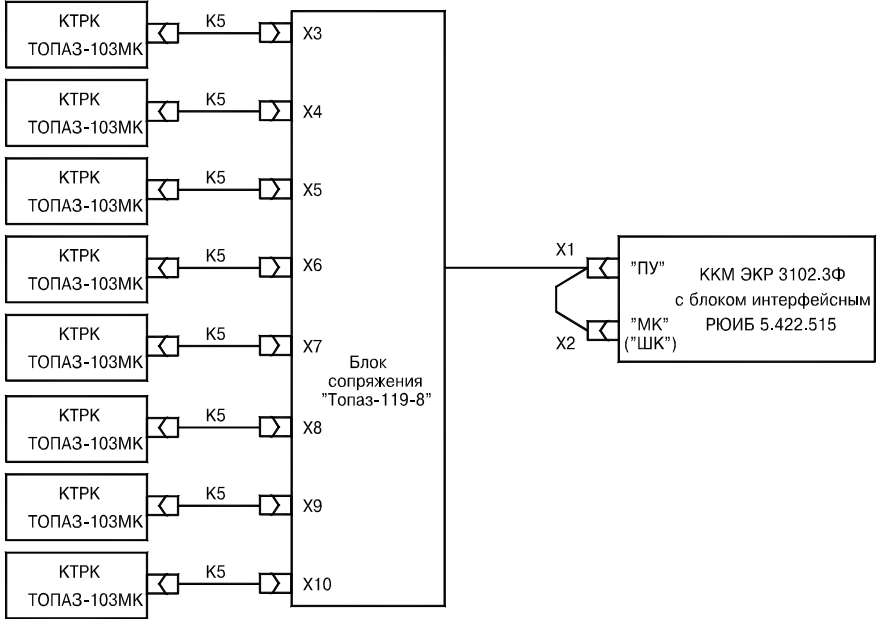 КТРК
ТОПАЗ-103МК
K5
X3
КТРК
ТОПАЗ-103МК
K5
X4
КТРК
ТОПАЗ-103МК
K5
X5
КТРК
ТОПАЗ-103МК
K5
X6
КТРК
ТОПАЗ-103МК
K5
X7
КТРК
ТОПАЗ-103МК
K5
X8
КТРК
ТОПАЗ-103МК
K5
X9
КТРК
ТОПАЗ-103МК
K5
X10
Блок
сопряжения
"Топаз-119-8"
X1
"ПУ"
X2
"МК"
("ШК")
ККМ ЭКР 3102.3Ф
с блоком интерфейсным
РЮИБ 5.422.515